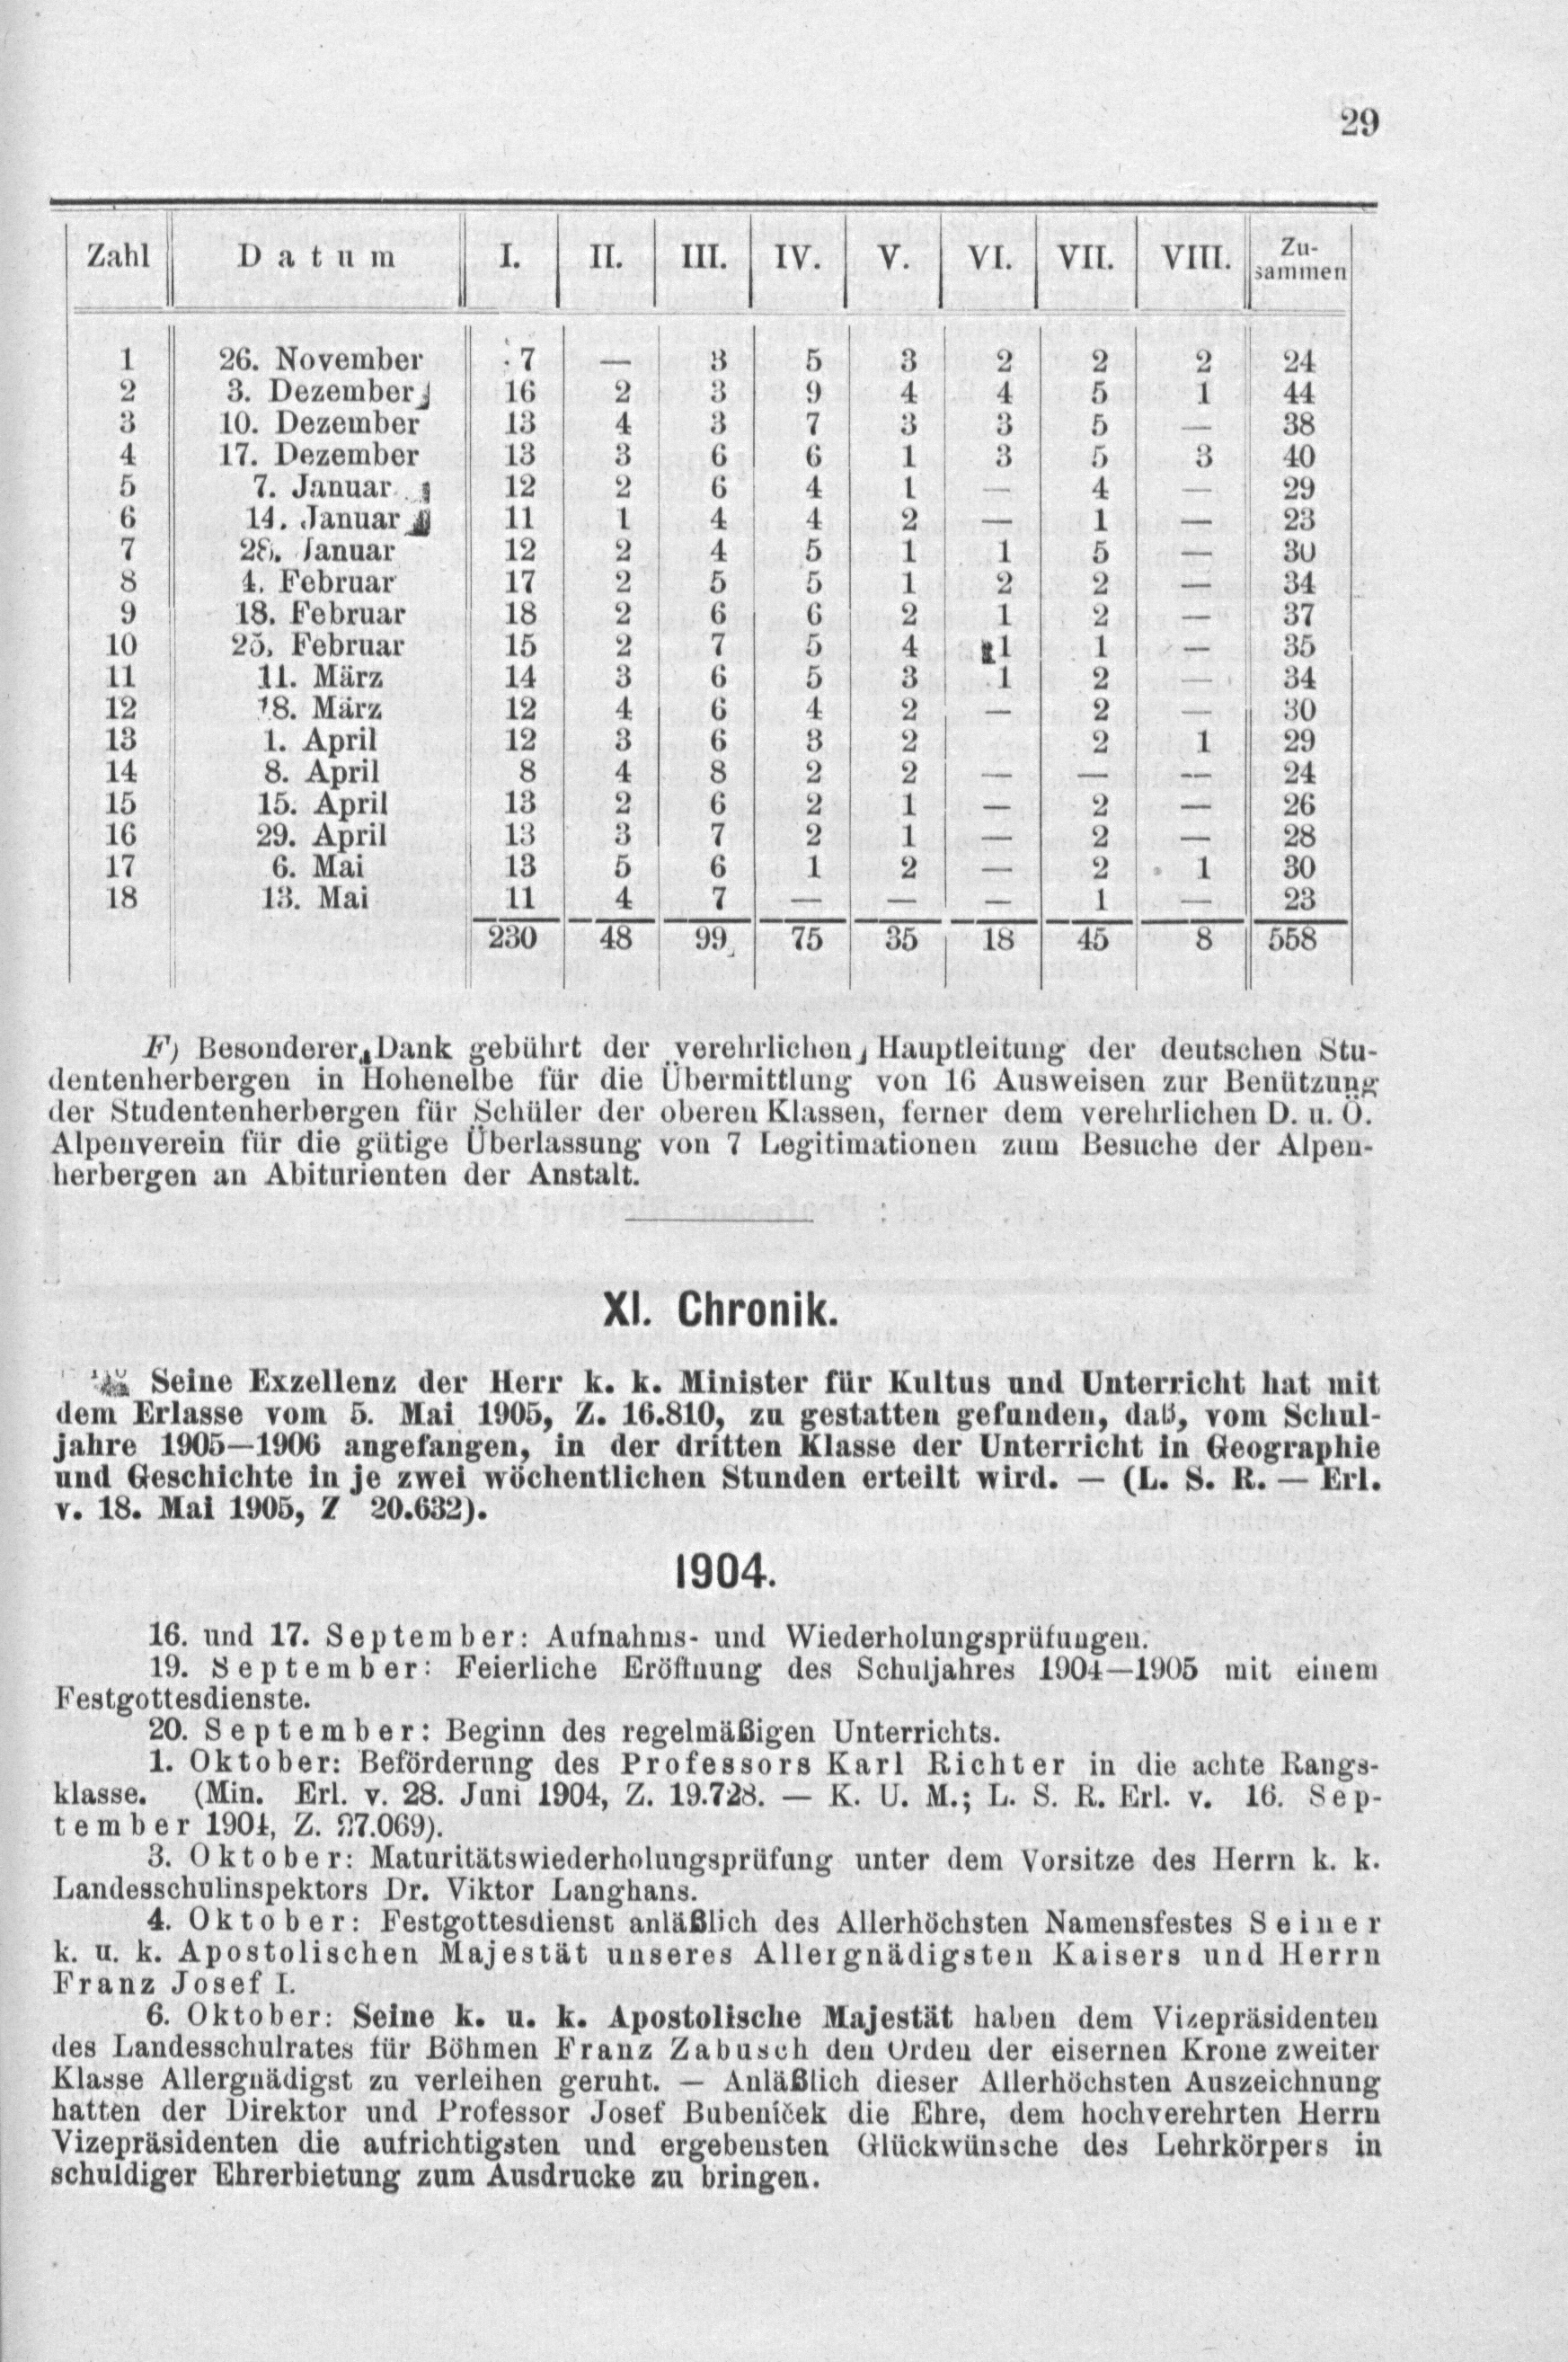 29
Zahl Datum I. II. III. IV. V. VI. VII. VIII. Zu-
sammen
1 26. November 7 — 3 5 3 2 2 2 24
2 3. Dezember 16 2 3 9 4 4 5 1 44
3 10. Dezember 13 4 3 7 3 3 5 — 38
4 17. Dezember 13 3 6 6 1 3 5 3 40
5 7. Januar 12 2 6 4 1 — 4 — 29
6 14. Januar 11 1 4 4 2 — 1 — 23
7 28. Januar 12 2 4 5 1 1 5 — 30
8 4. Februar 17 2 5 5 1 2 2 — 34
9 18. Februar 18 2 6 6 2 1 2 — 37
10 25. Februar 15 2 7 5 4 1 1 — 35
11 11. März 14 3 6 5 3 1 2 — 34
12 18. März 12 4 6 4 2 — 2 — 30
13 1. April 12 3 6 3 2 2 1 29
14 8. April 8 4 8 2 2 — — — 24
15 15. April 13 2 6 2 1 — 2 — 26
16 29. April 13 3 7 2 1 — 2 — 28
17 6. Mai 13 5 6 1 2 — 2 1 30
18 13. Mai 11 4 7 — — — 1 — 23
230 48 99 75 35 18 45 8 558
F) Besonderer Dank gebührt der verehrlichen Hauptleitung der deutschen Stu-
dentenherbergen in Hohenelbe für die Übermittlung von 16 Ausweisen zur Benützung
der Studentenherbergen für Schüler der oberen Klassen, ferner dem verehrlichen D. u. Ö.
Alpenverein für die gütige Überlassung von 7 Legitimationen zum Besuche der Alpen-
herbergen an Abiturienten der Anstalt.
XI. Chronik.
Seine Exzellenz der Herr k. k. Minister für Kultus und Unterricht hat mit
dem Erlasse vom 5. Mai 1905, Z. 16.810, zu gestatten gefunden, daß, vom Schul-
jahre 1905—1906 angefangen, in der dritten Klasse der Unterricht in Geographie
und Geschichte in je zwei wöchentlichen Stunden erteilt wird. — (L. S. R. — Erl.
v. 18. Mai 1905, Z 20.632).
1904.
16. und 17. September: Aufnahms- und Wiederholungsprüfungen.
19. September: Feierliche Eröffnung des Schuljahres 1904—1905 mit einem
Festgottesdienste.
20. September: Beginn des regelmäßigen Unterrichts.
1. Oktober: Beförderung des Professors Karl Richter in die achte Rangs-
klasse. (Min. Erl. v. 28. Juni 1904, Z. 19.728. — K. U. M.; L. S. R. Erl. v. 16. Sep-
tember 1904, Z. 27.069).
3. Oktober: Maturitätswiederholungsprüfung unter dem Vorsitze des Herrn k. k.
Landesschulinspektors Dr. Viktor Langhans.
4. Oktober: Festgottesdienst anläßlich des Allerhöchsten Namensfestes Seiner
k. u. k. Apostolischen Majestät unseres Allergnädigsten Kaisers und Herrn
Franz Josef I.
6. Oktober: Seine k. u. k. Apostolische Majestät haben dem Vizepräsidenten
des Landesschulrates für Böhmen Franz Zabusch den Orden der eisernen Krone zweiter
Klasse Allergnädigst zu verleihen geruht. — Anläßlich dieser Allerhöchsten Auszeichnung
hatten der Direktor und Professor Josef Bubeníček die Ehre, dem hochverehrten Herrn
Vizepräsidenten die aufrichtigsten und ergebensten Glückwünsche des Lehrkörpers in
schuldiger Ehrerbietung zum Ausdrucke zu bringen.